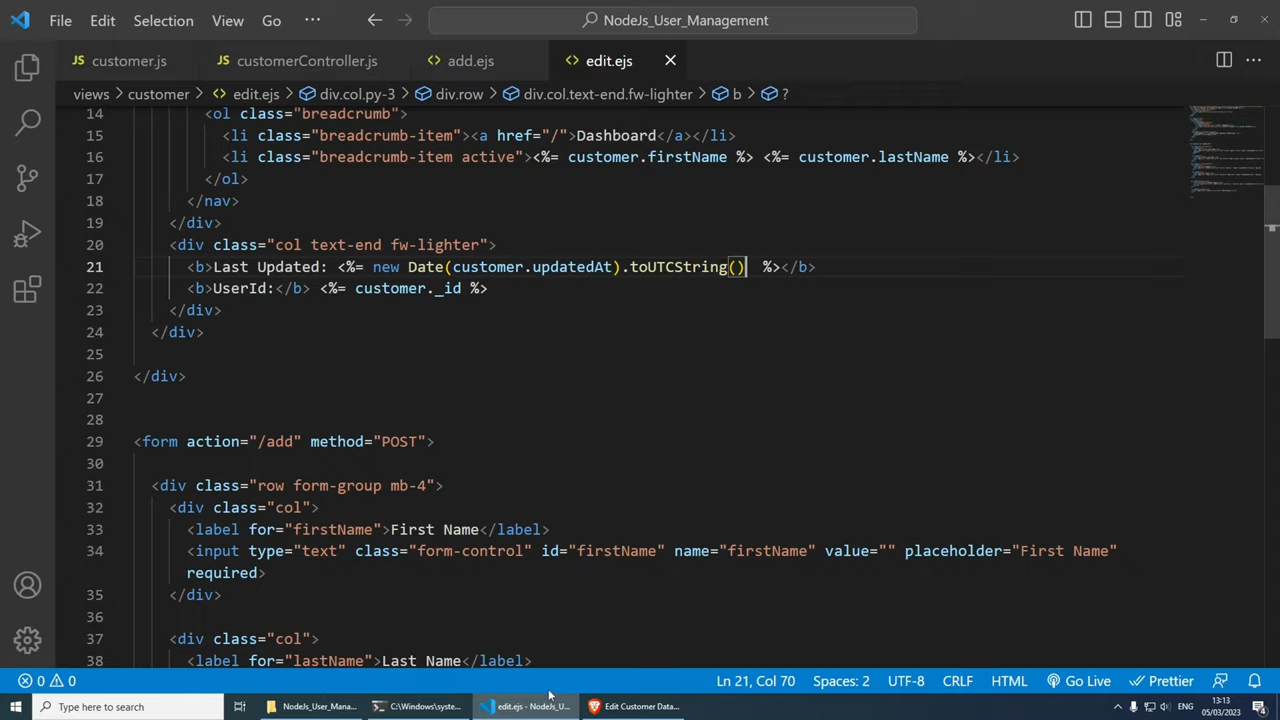 File Edit Selection View Go ··· NodeJs_User_Management
JS customer.js JS customerController.js <> add.ejs <> edit.ejs
views > customer > <> edit.ejs > div.col.py-3 > div.row > div.col.text-end.fw-lighter > b > ?
14 <ol class="breadcrumb">
15 <li class="breadcrumb-item"><a href="/">Dashboard</a></li>
16 <li class="breadcrumb-item active"><%= customer.firstName %> <%= customer.lastName %></li>
17 </ol>
18 </nav>
19 </div>
20 <div class="col text-end fw-lighter">
21 <b>Last Updated: <%= new Date(customer.updatedAt).toUTCString()  %></b>
22 <b>UserId:</b> <%= customer._id %>
23 </div>
24 </div>
25
26 </div>
27
28
29 <form action="/add" method="POST">
30
31 <div class="row form-group mb-4">
32 <div class="col">
33 <label for="firstName">First Name</label>
34 <input type="text" class="form-control" id="firstName" name="firstName" value="" placeholder="First Name"
required>
35 </div>
36
37 <div class="col">
38 <label for="lastName">Last Name</label>
0 0 Ln 21, Col 70 Spaces: 2 UTF-8 CRLF HTML Go Live Prettier
Type here to search NodeJs_User_Mana... C:\Windows\syste... edit.ejs - NodeJs_U... Edit Customer Data... ENG 13:13
05/03/2023 4